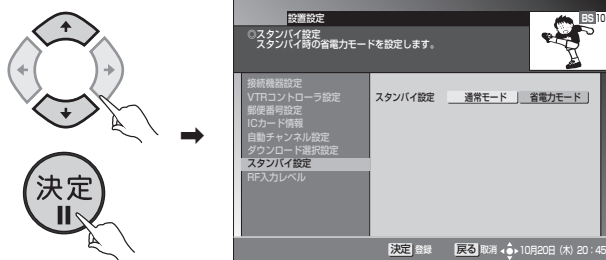 決定
設置設定
BS 10
◎スタンバイ設定
スタンバイ時の省電力モードを設定します。
接続機器設定
VTRコントローラ設定
郵便番号設定
ICカード情報
自動チャンネル設定
ダウンロード選択設定
スタンバイ設定
RF入力レベル
スタンバイ設定 通常モード 省電力モード
決定 登録 戻る 取消 10月20日 (木) 20:45